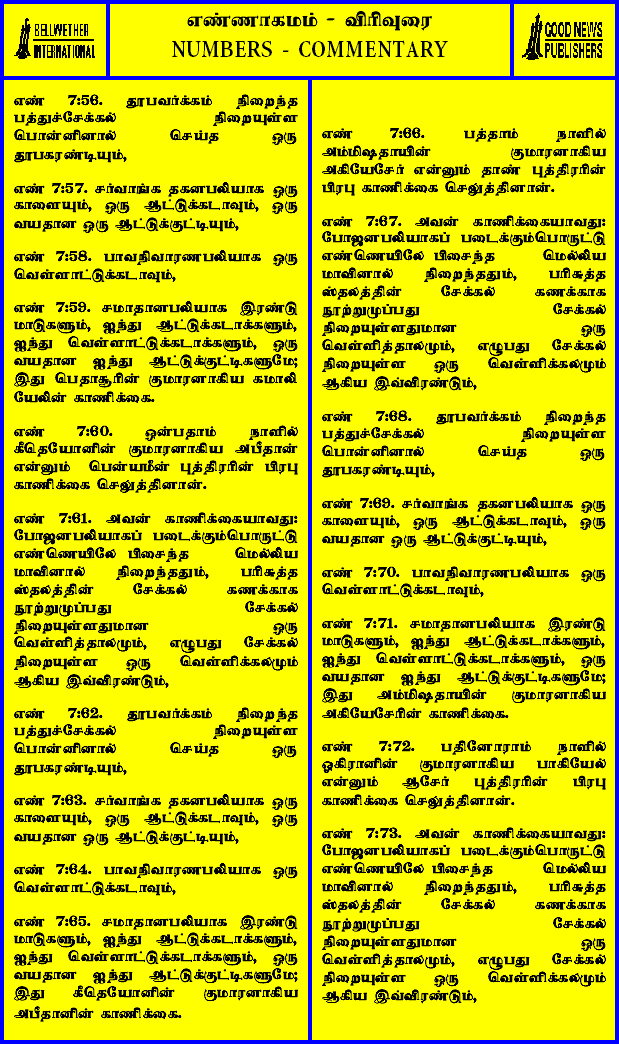 BELLWETHER
INTERNATIONAL
எண்ணாகமம் - விரிவுரை
NUMBERS - COMMENTARY
GOOD NEWS
PUBLISHERS
எண் 7:56. தூபவர்க்கம் நிறைந்த
பத்துச்சேக்கல் நிறையுள்ள
பொன்னினால் செய்த ஒரு
தூபகரண்டியும்,
எண் 7:57. சர்வாங்க தகனபலியாக ஒரு
காளையும், ஒரு ஆட்டுக்கடாவும், ஒரு
வயதான ஒரு ஆட்டுக்குட்டியும்,
எண் 7:58. பாவநிவாரணபலியாக ஒரு
வெள்ளாட்டுக்கடாவும்,
எண் 7:59. சமாதானபலியாக இரண்டு
மாடுகளும், ஐந்து ஆட்டுக்கடாக்களும்,
ஐந்து வெள்ளாட்டுக்கடாக்களும், ஒரு
வயதான ஐந்து ஆட்டுக்குட்டிகளுமே;
இது பெதாசூரின் குமாரனாகிய கமாலி
யேலின் காணிக்கை.
எண் 7:60. ஒன்பதாம் நாளில்
கீதெயோனின் குமாரனாகிய அபீதான்
என்னும் பென்யமீன் புத்திரரின் பிரபு
காணிக்கை செலுத்தினான்.
எண் 7:61. அவன் காணிக்கையாவது:
போஜனபலியாகப் படைக்கும்பொருட்டு
எண்ணெயிலே பிசைந்த மெல்லிய
மாவினால் நிறைந்ததும், பரிசுத்த
ஸ்தலத்தின் சேக்கல் கணக்காக
நூற்றுமுப்பது சேக்கல்
நிறையுள்ளதுமான ஒரு
வெள்ளித்தாலமும், எழுபது சேக்கல்
நிறையுள்ள ஒரு வெள்ளிக்கலமும்
ஆகிய இவ்விரண்டும்,
எண் 7:62. தூபவர்க்கம் நிறைந்த
பத்துச்சேக்கல் நிறையுள்ள
பொன்னினால் செய்த ஒரு
தூபகரண்டியும்,
எண் 7:63. சர்வாங்க தகனபலியாக ஒரு
காளையும், ஒரு ஆட்டுக்கடாவும், ஒரு
வயதான ஒரு ஆட்டுக்குட்டியும்,
எண் 7:64. பாவநிவாரணபலியாக ஒரு
வெள்ளாட்டுக்கடாவும்,
எண் 7:65. சமாதானபலியாக இரண்டு
மாடுகளும், ஐந்து ஆட்டுக்கடாக்களும்,
ஐந்து வெள்ளாட்டுக்கடாக்களும், ஒரு
வயதான ஐந்து ஆட்டுக்குட்டிகளுமே;
இது கீதெயோனின் குமாரனாகிய
அபீதானின் காணிக்கை.
எண் 7:66. பத்தாம் நாளில்
அம்மிஷதாயின் குமாரனாகிய
அகியேசேர் என்னும் தாண் புத்திரரின்
பிரபு காணிக்கை செலுத்தினான்.
எண் 7:67. அவன் காணிக்கையாவது:
போஜனபலியாகப் படைக்கும்பொருட்டு
எண்ணெயிலே பிசைந்த மெல்லிய
மாவினால் நிறைந்ததும், பரிசுத்த
ஸ்தலத்தின் சேக்கல் கணக்காக
நூற்றுமுப்பது சேக்கல்
நிறையுள்ளதுமான ஒரு
வெள்ளித்தாலமும், எழுபது சேக்கல்
நிறையுள்ள ஒரு வெள்ளிக்கலமும்
ஆகிய இவ்விரண்டும்,
எண் 7:68. தூபவர்க்கம் நிறைந்த
பத்துச்சேக்கல் நிறையுள்ள
பொன்னினால் செய்த ஒரு
தூபகரண்டியும்,
எண் 7:69. சர்வாங்க தகனபலியாக ஒரு
காளையும், ஒரு ஆட்டுக்கடாவும், ஒரு
வயதான ஒரு ஆட்டுக்குட்டியும்,
எண் 7:70. பாவநிவாரணபலியாக ஒரு
வெள்ளாட்டுக்கடாவும்,
எண் 7:71. சமாதானபலியாக இரண்டு
மாடுகளும், ஐந்து ஆட்டுக்கடாக்களும்,
ஐந்து வெள்ளாட்டுக்கடாக்களும், ஒரு
வயதான ஐந்து ஆட்டுக்குட்டிகளுமே;
இது அம்மிஷதாயின் குமாரனாகிய
அகியேசேரின் காணிக்கை.
எண் 7:72. பதினோராம் நாளில்
ஓகிரானின் குமாரனாகிய பாகியேல்
என்னும் ஆசேர் புத்திரரின் பிரபு
காணிக்கை செலுத்தினான்.
எண் 7:73. அவன் காணிக்கையாவது:
போஜனபலியாகப் படைக்கும்பொருட்டு
எண்ணெயிலே பிசைந்த மெல்லிய
மாவினால் நிறைந்ததும், பரிசுத்த
ஸ்தலத்தின் சேக்கல் கணக்காக
நூற்றுமுப்பது சேக்கல்
நிறையுள்ளதுமான ஒரு
வெள்ளித்தாலமும், எழுபது சேக்கல்
நிறையுள்ள ஒரு வெள்ளிக்கலமும்
ஆகிய இவ்விரண்டும்,